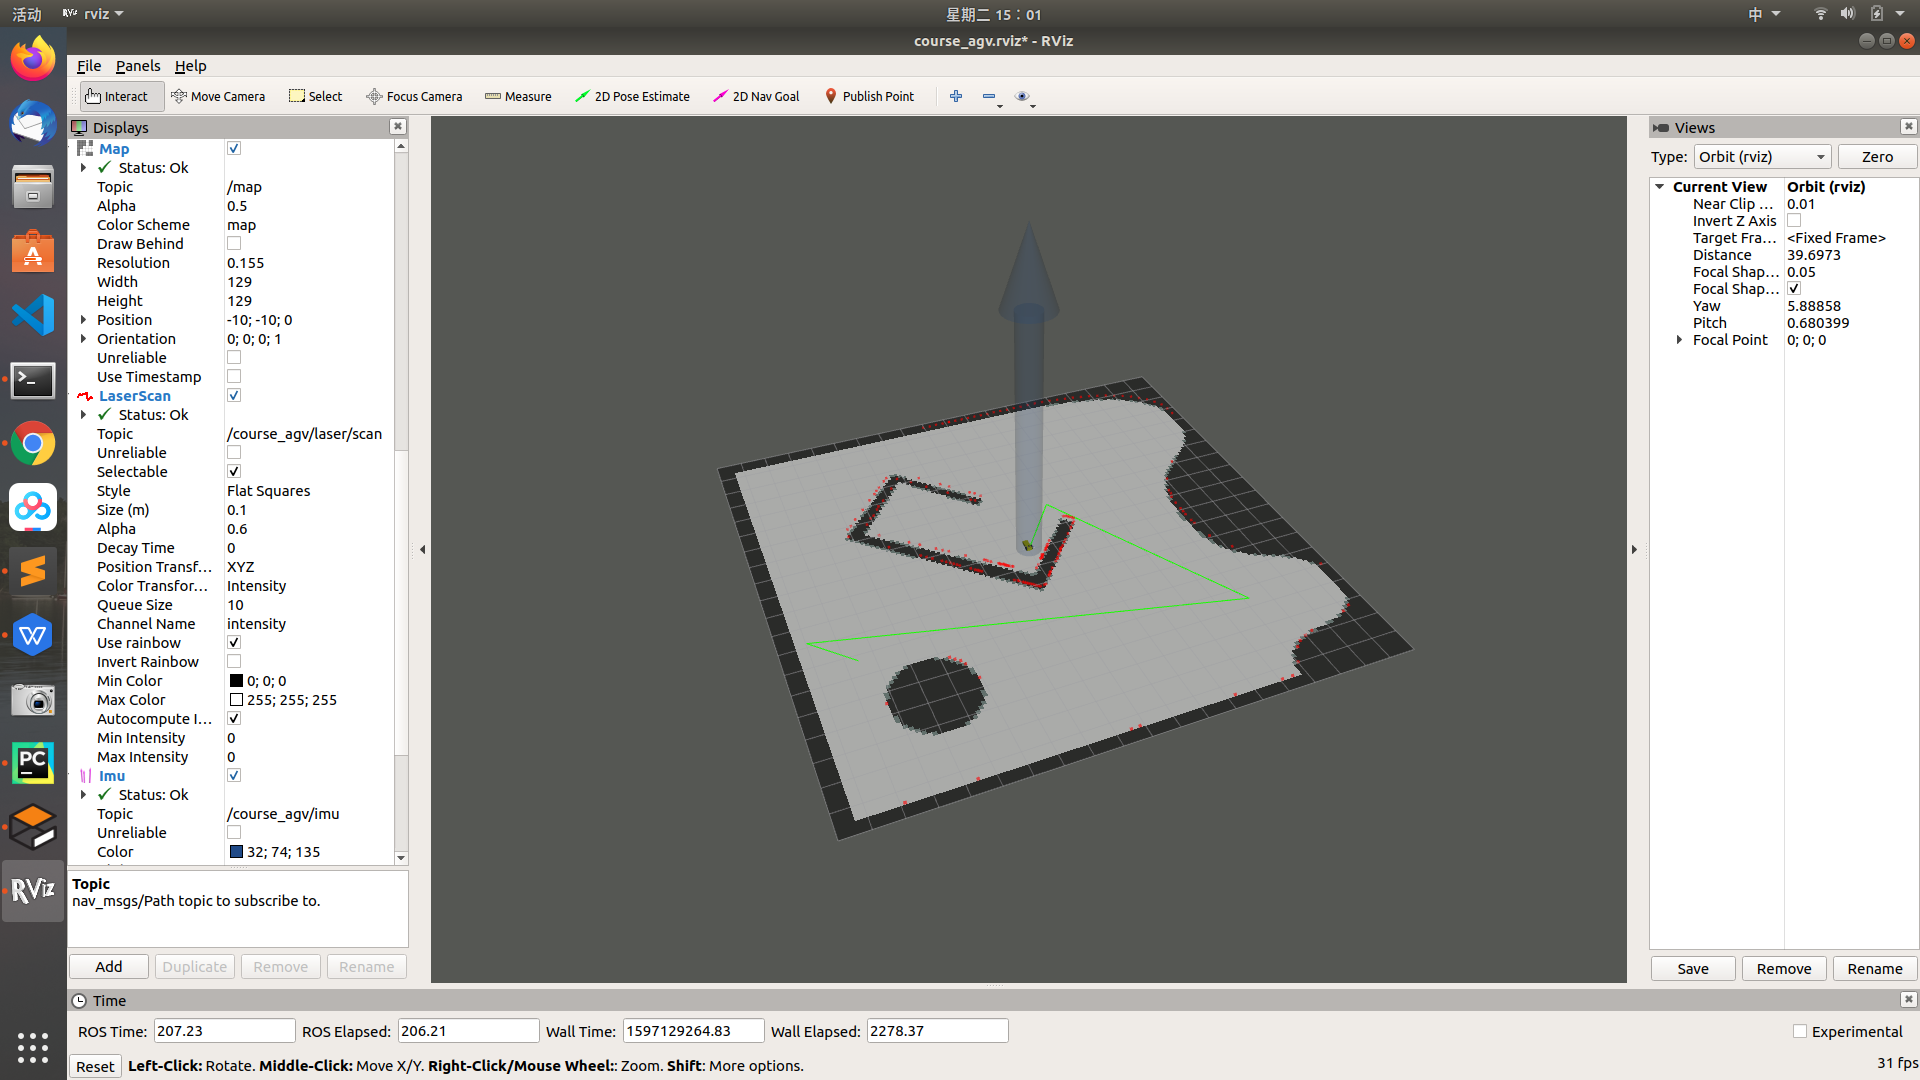 活动 RViz rviz 星期二 15：01 中
course_agv.rviz* - RViz
File Panels Help
Interact Move Camera Select Focus Camera Measure 2D Pose Estimate 2D Nav Goal Publish Point
Displays
Map
Status: Ok
Topic /map
Alpha 0.5
Color Scheme map
Draw Behind
Resolution 0.155
Width 129
Height 129
Position -10; -10; 0
Orientation 0; 0; 0; 1
Unreliable
Use Timestamp
LaserScan
Status: Ok
Topic /course_agv/laser/scan
Unreliable
Selectable
Style Flat Squares
Size (m) 0.1
Alpha 0.6
Decay Time 0
Position Transf... XYZ
Color Transfor... Intensity
Queue Size 10
Channel Name intensity
Use rainbow
Invert Rainbow
Min Color 0; 0; 0
Max Color 255; 255; 255
Autocompute I...
Min Intensity 0
Max Intensity 0
Imu
Status: Ok
Topic /course_agv/imu
Unreliable
Color 32; 74; 135
Topic
nav_msgs/Path topic to subscribe to.
Add Duplicate Remove Rename
Views
Type: Orbit (rviz) Zero
Current View Orbit (rviz)
Near Clip ... 0.01
Invert Z Axis
Target Fra... <Fixed Frame>
Distance 39.6973
Focal Shap... 0.05
Focal Shap...
Yaw 5.88858
Pitch 0.680399
Focal Point 0; 0; 0
Save Remove Rename
PC
RViz
Time
ROS Time: 207.23 ROS Elapsed: 206.21 Wall Time: 1597129264.83 Wall Elapsed: 2278.37 Experimental
Reset Left-Click: Rotate. Middle-Click: Move X/Y. Right-Click/Mouse Wheel:: Zoom. Shift: More options. 31 fps